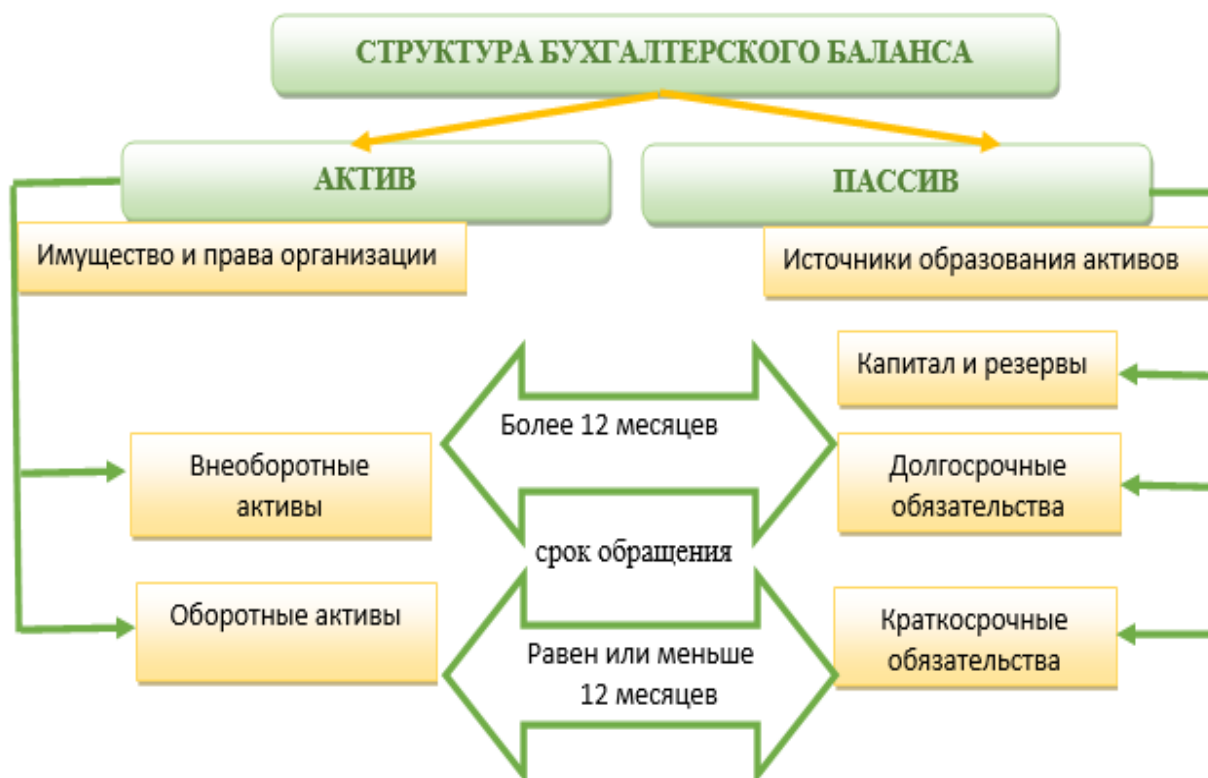 СТРУКТУРА БУХГАЛТЕРСКОГО БАЛАНСА
АКТИВ
ПАССИВ
Имущество и права организации
Источники образования активов
Капитал и резервы
Более 12 месяцев
Внеоборотные
активы
Долгосрочные
обязательства
срок обращения
Оборотные активы
Краткосрочные
обязательства
Равен или меньше
12 месяцев